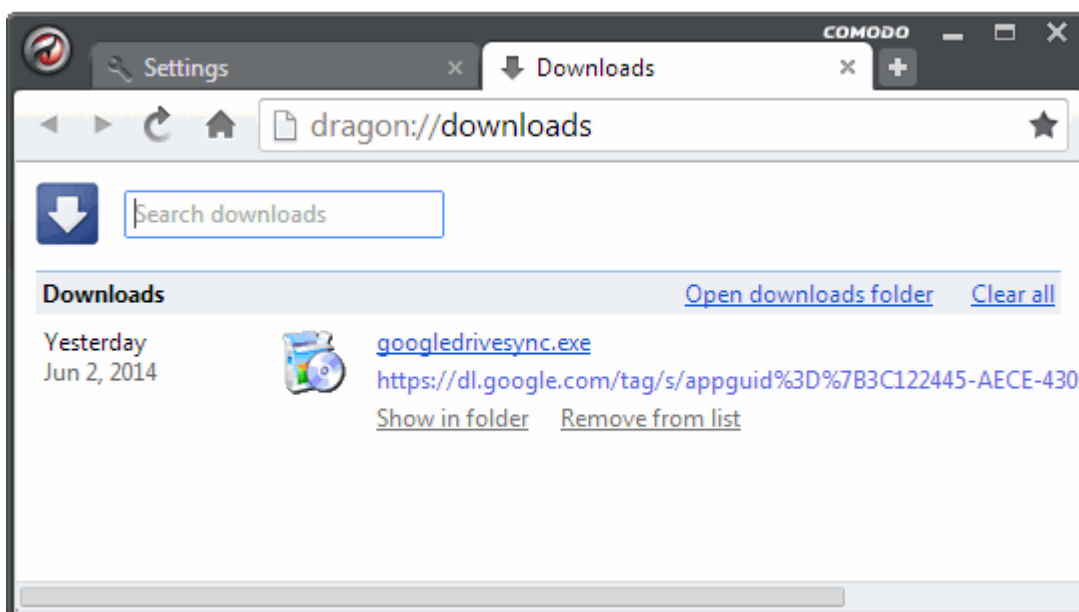 COMODO
Settings Downloads
dragon://downloads
Search downloads
Downloads Open downloads folder Clear all
Yesterday googledrivesync.exe
Jun 2, 2014 https://dl.google.com/tag/s/appguid%3D%7B3C122445-AECE-430
Show in folder Remove from list